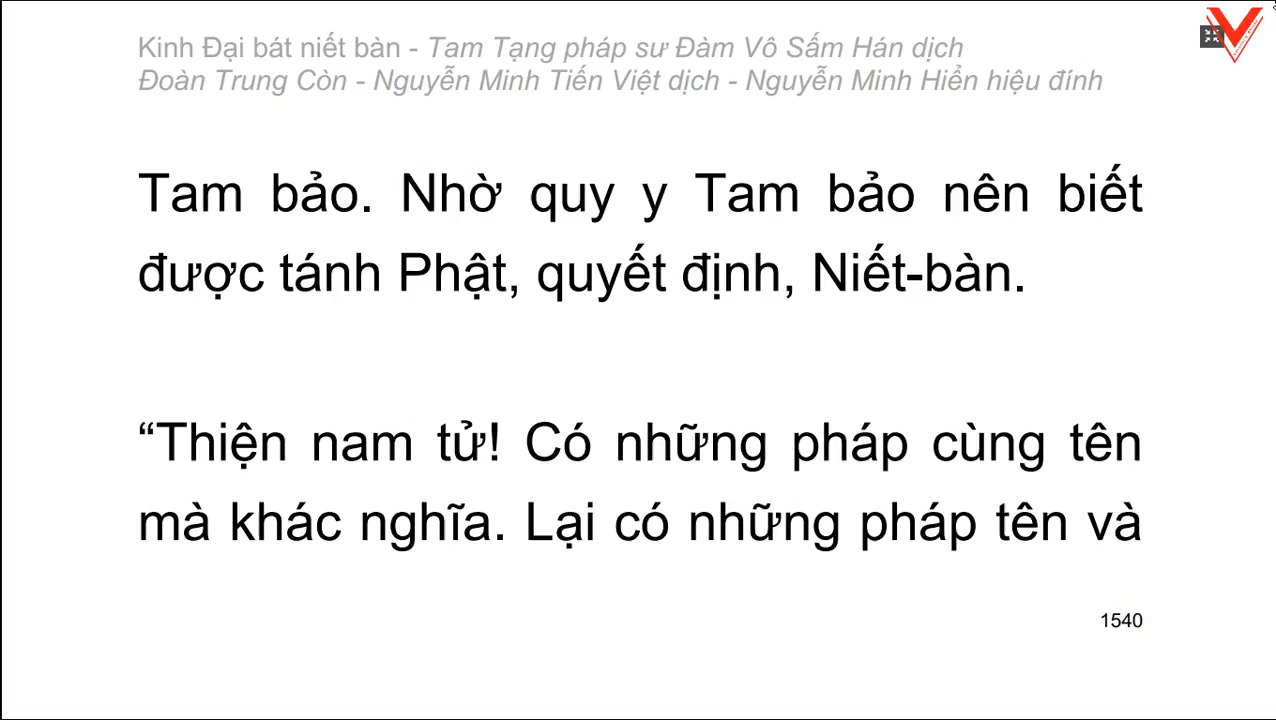 Kinh Đại bát niết bàn - Tam Tạng pháp sư Đàm Vô Sấm Hán dịch
Đoàn Trung Còn - Nguyễn Minh Tiến Việt dịch - Nguyễn Minh Hiển hiệu đính
Tam bảo. Nhờ quy y Tam bảo nên biết
được tánh Phật, quyết định, Niết-bàn.
“Thiện nam tử! Có những pháp cùng tên
mà khác nghĩa. Lại có những pháp tên và
1540